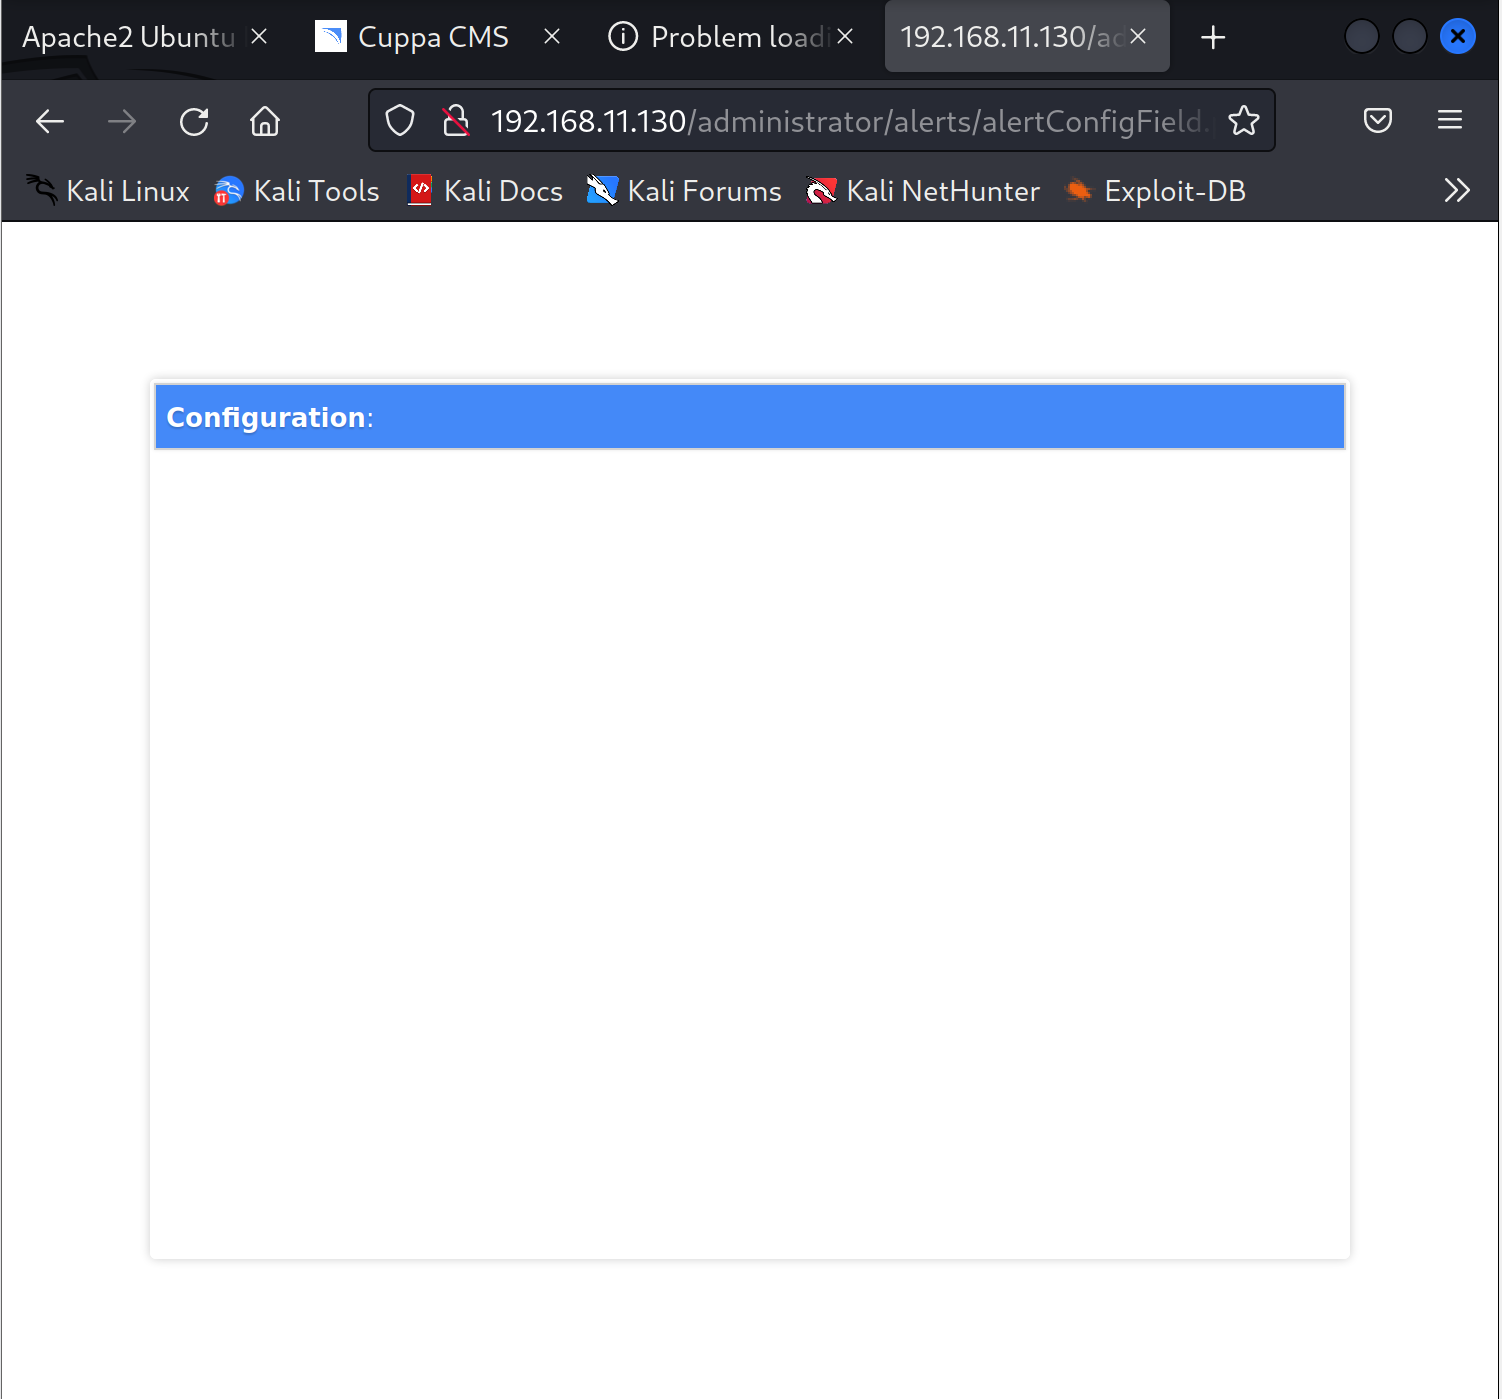 Apache2 Ubuntu
Cuppa CMS
Problem loadi
192.168.11.130/ad
192.168.11.130/administrator/alerts/alertConfigField.
Kali Linux
Kali Tools
Kali Docs
Kali Forums
Kali NetHunter
Exploit-DB
Configuration: